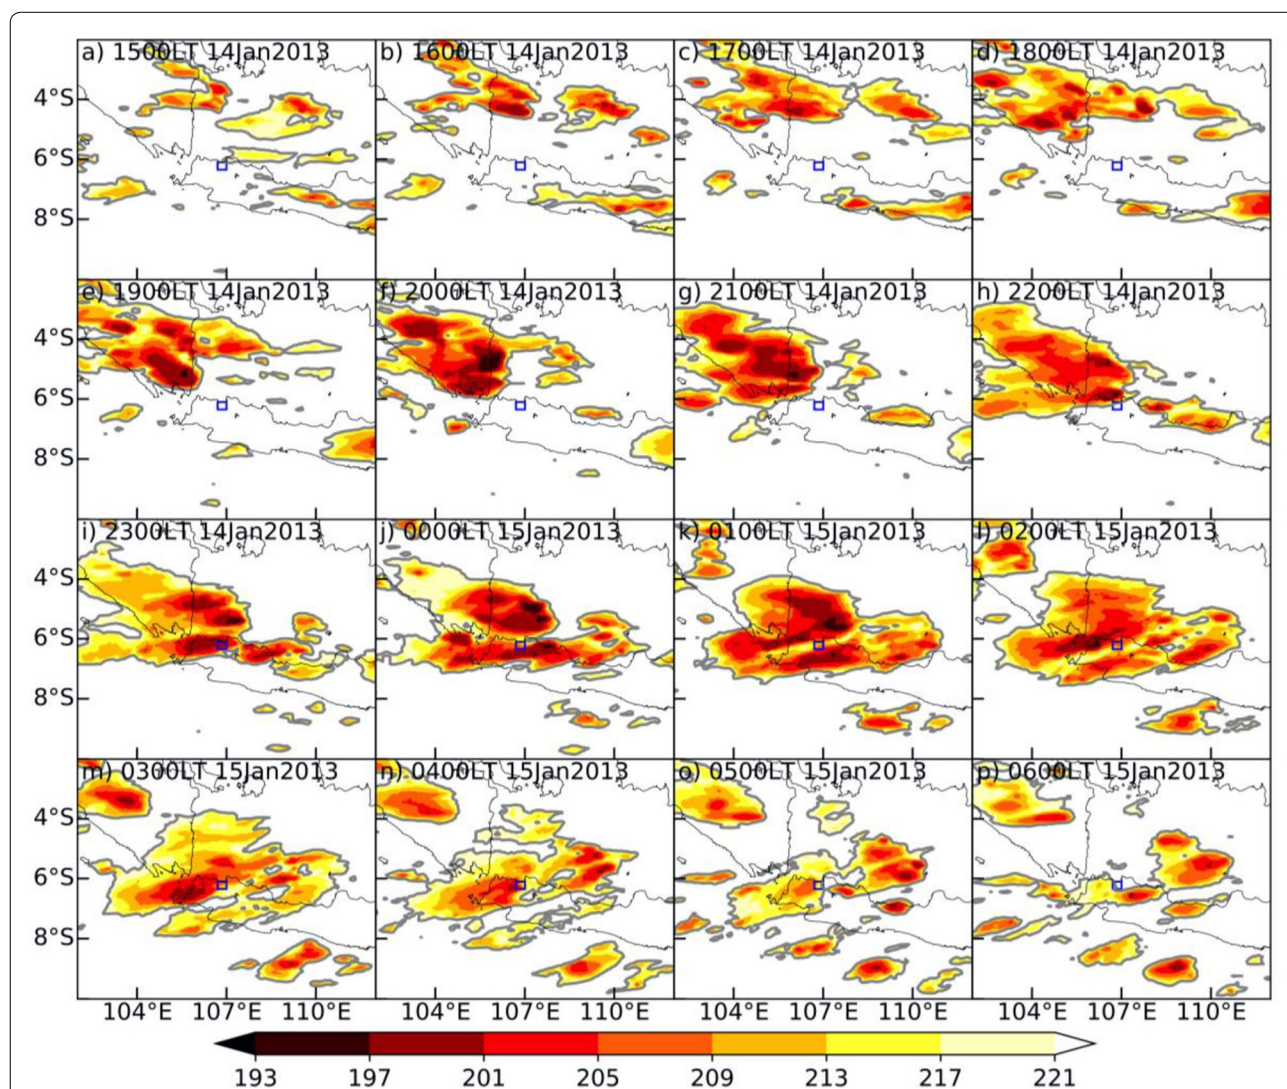 a) 1500LT 14Jan2013 b) 1600LT 14Jan2013 c) 1700LT 14Jan2013 d) 1800LT 14Jan2013
4°S
6°S
8°S
e) 1900LT 14Jan2013 f) 2000LT 14Jan2013 g) 2100LT 14Jan2013 h) 2200LT 14Jan2013
4°S
6°S
8°S
i) 2300LT 14Jan2013 j) 0000LT 15Jan2013 k) 0100LT 15Jan2013 l) 0200LT 15Jan2013
4°S
6°S
8°S
m) 0300LT 15Jan2013 n) 0400LT 15Jan2013 o) 0500LT 15Jan2013 p) 0600LT 15Jan2013
4°S
6°S
8°S
104°E 107°E 110°E 104°E 107°E 110°E 104°E 107°E 110°E 104°E 107°E 110°E
193 197 201 205 209 213 217 221